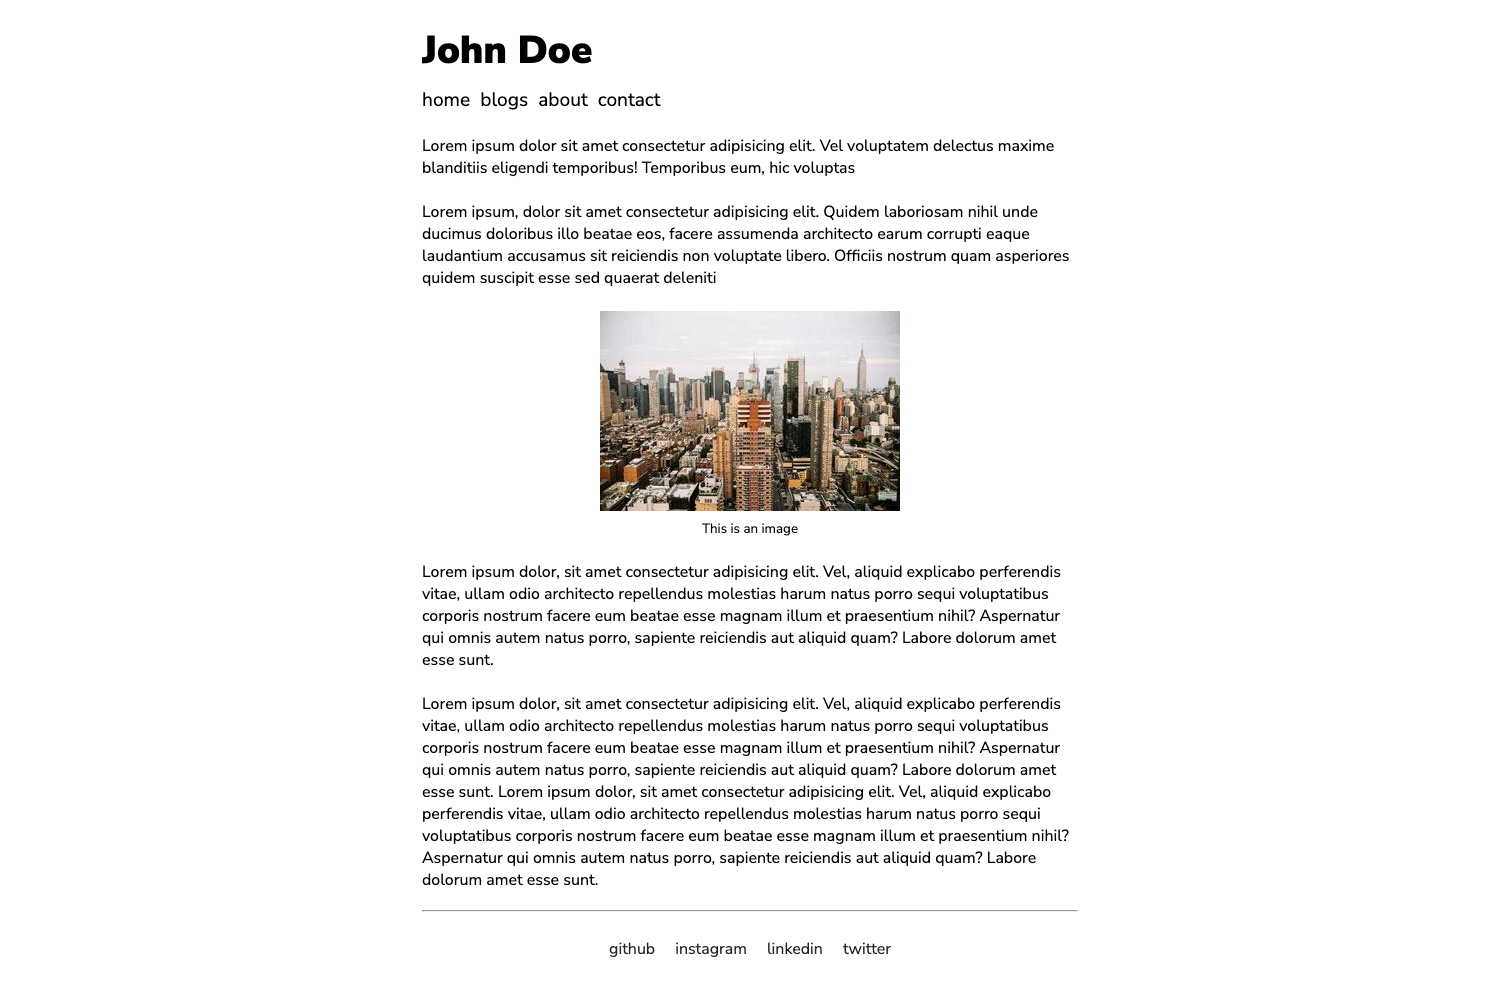 John Doe
home blogs about contact
Lorem ipsum dolor sit amet consectetur adipisicing elit. Vel voluptatem delectus maxime
blanditiis eligendi temporibus! Temporibus eum, hic voluptas
Lorem ipsum, dolor sit amet consectetur adipisicing elit. Quidem laboriosam nihil unde
ducimus doloribus illo beatae eos, facere assumenda architecto earum corrupti eaque
laudantium accusamus sit reiciendis non voluptate libero. Officiis nostrum quam asperiores
quidem suscipit esse sed quaerat deleniti
This is an image
Lorem ipsum dolor, sit amet consectetur adipisicing elit. Vel, aliquid explicabo perferendis
vitae, ullam odio architecto repellendus molestias harum natus porro sequi voluptatibus
corporis nostrum facere eum beatae esse magnam illum et praesentium nihil? Aspernatur
qui omnis autem natus porro, sapiente reiciendis aut aliquid quam? Labore dolorum amet
esse sunt.
Lorem ipsum dolor, sit amet consectetur adipisicing elit. Vel, aliquid explicabo perferendis
vitae, ullam odio architecto repellendus molestias harum natus porro sequi voluptatibus
corporis nostrum facere eum beatae esse magnam illum et praesentium nihil? Aspernatur
qui omnis autem natus porro, sapiente reiciendis aut aliquid quam? Labore dolorum amet
esse sunt. Lorem ipsum dolor, sit amet consectetur adipisicing elit. Vel, aliquid explicabo
perferendis vitae, ullam odio architecto repellendus molestias harum natus porro sequi
voluptatibus corporis nostrum facere eum beatae esse magnam illum et praesentium nihil?
Aspernatur qui omnis autem natus porro, sapiente reiciendis aut aliquid quam? Labore
dolorum amet esse sunt.
github instagram linkedin twitter